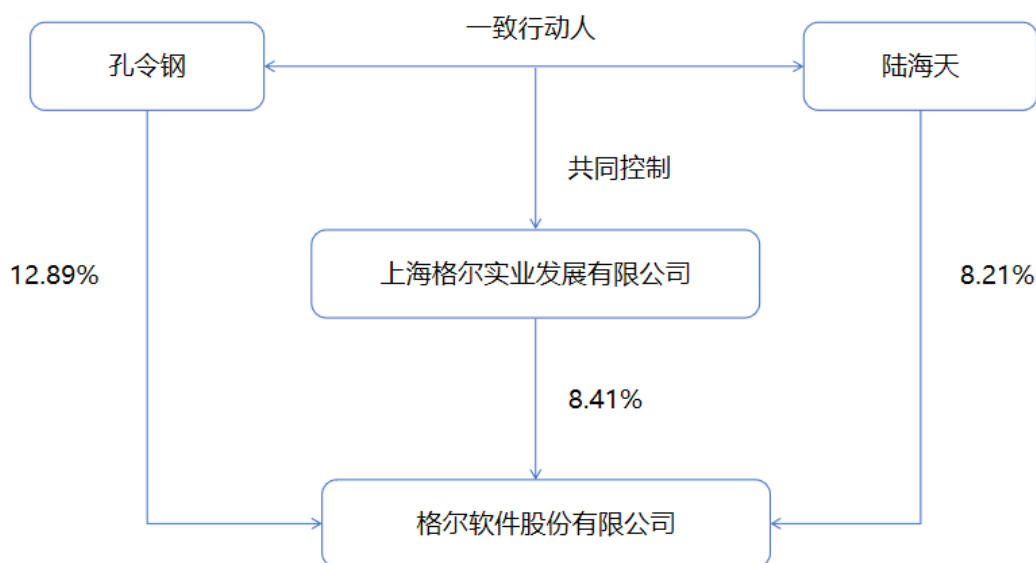 一致行动人
孔令钢
陆海天
共同控制
上海格尔实业发展有限公司
12.89%
8.21%
8.41%
格尔软件股份有限公司